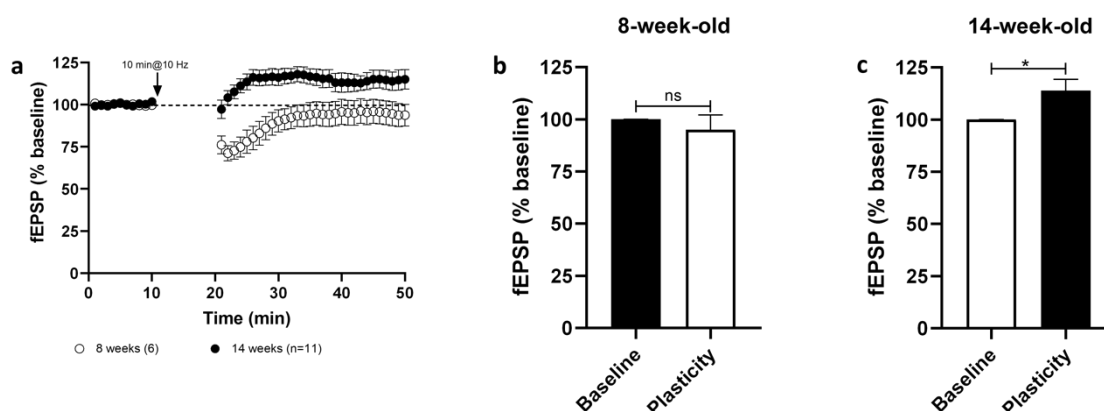 a
10 min@10 Hz
fEPSP (% baseline)
125
100
75
50
25
0
0
10
20
30
40
50
Time (min)
8 weeks (6)
14 weeks (n=11)
8-week-old
b
ns
fEPSP (% baseline)
125
100
75
50
25
0
Baseline
Plasticity
14-week-old
c
*
fEPSP (% baseline)
125
100
75
50
25
0
Baseline
Plasticity